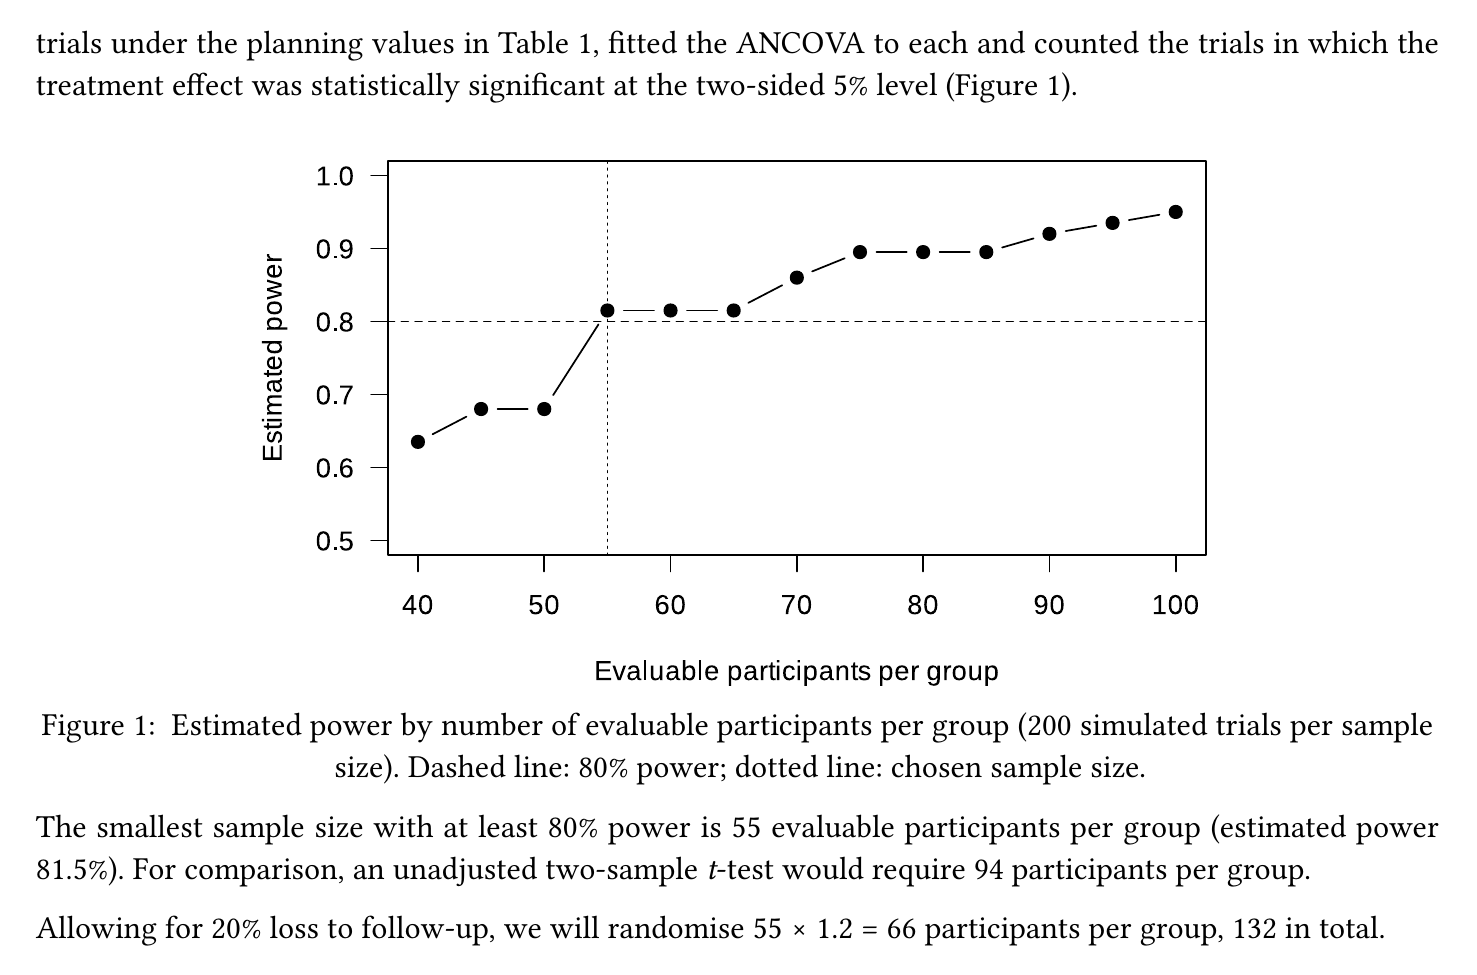 trials under the planning values in Table 1, fitted the ANCOVA to each and counted the trials in which the
treatment effect was statistically significant at the two-sided 5% level (Figure 1).
1.0
0.9
0.8
0.7
0.6
0.5
Estimated power
40 50 60 70 80 90 100
Evaluable participants per group
Figure 1: Estimated power by number of evaluable participants per group (200 simulated trials per sample
size). Dashed line: 80% power; dotted line: chosen sample size.
The smallest sample size with at least 80% power is 55 evaluable participants per group (estimated power
81.5%). For comparison, an unadjusted two-sample t-test would require 94 participants per group.
Allowing for 20% loss to follow-up, we will randomise 55 × 1.2 = 66 participants per group, 132 in total.